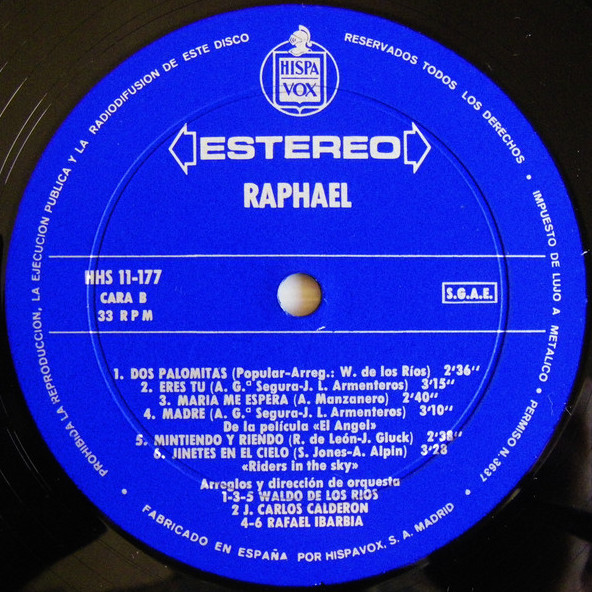 PROHIBIDA LA REPRODUCCION, LA EJECUCION PUBLICA Y LA RADIODIFUSION DE ESTE DISCO
RESERVADOS TODOS LOS DERECHOS • IMPUESTO DE LUJO A METALICO • PERMISO N. 3637
HISPA
VOX
ESTEREO
RAPHAEL
HHS 11-177
CARA B
33 RPM
S.G.A.E.
1. DOS PALOMITAS (Popular-Arreg.: W. de los Ríos) 2'36"
2. ERES TU (A. G.ª Segura-J. L. Armenteros) 3'15"
3. MARIA ME ESPERA (A. Manzanero) 2'40"
4. MADRE (A. G.ª Segura-J. L. Armenteros) 3'10"
De la película «El Angel»
5. MINTIENDO Y RIENDO (R. de León-J. Gluck) 2'38"
6. JINETES EN EL CIELO (S. Jones-A. Alpin) 3'28
«Riders in the sky»
Arreglos y dirección de orquesta
1-3-5 WALDO DE LOS RIOS
2 J. CARLOS CALDERON
4-6 RAFAEL IBARBIA
• FABRICADO EN ESPAÑA POR HISPAVOX, S. A. MADRID •